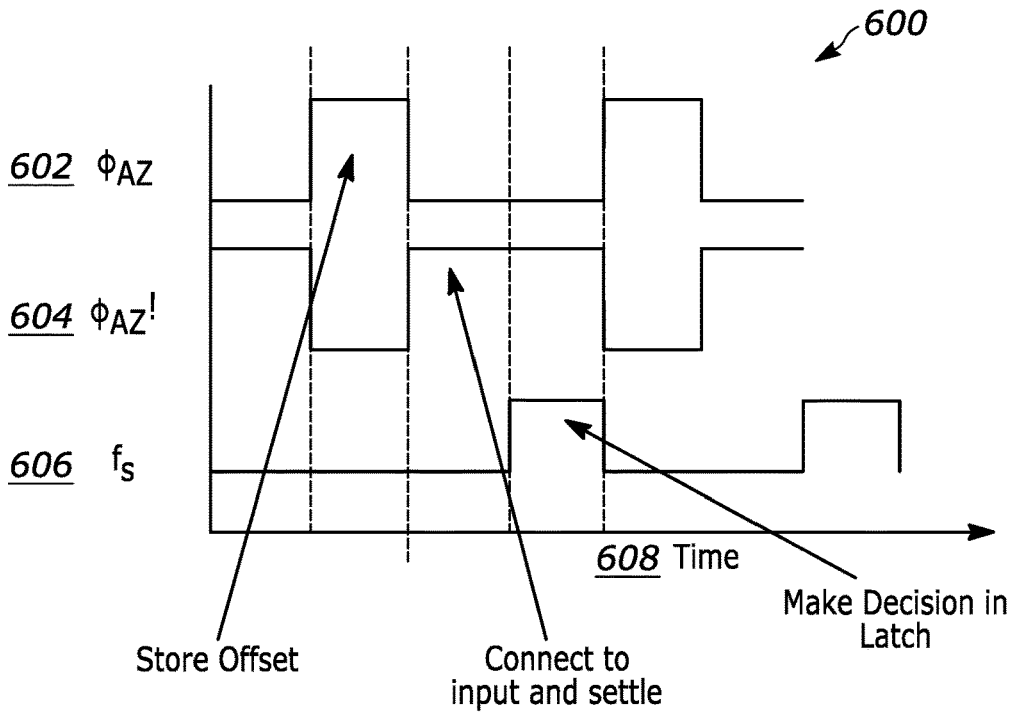 600
602 ϕAZ
604 ϕAZ!
606 fs
608 Time
Make Decision in
Latch
Store Offset
Connect to
input and settle